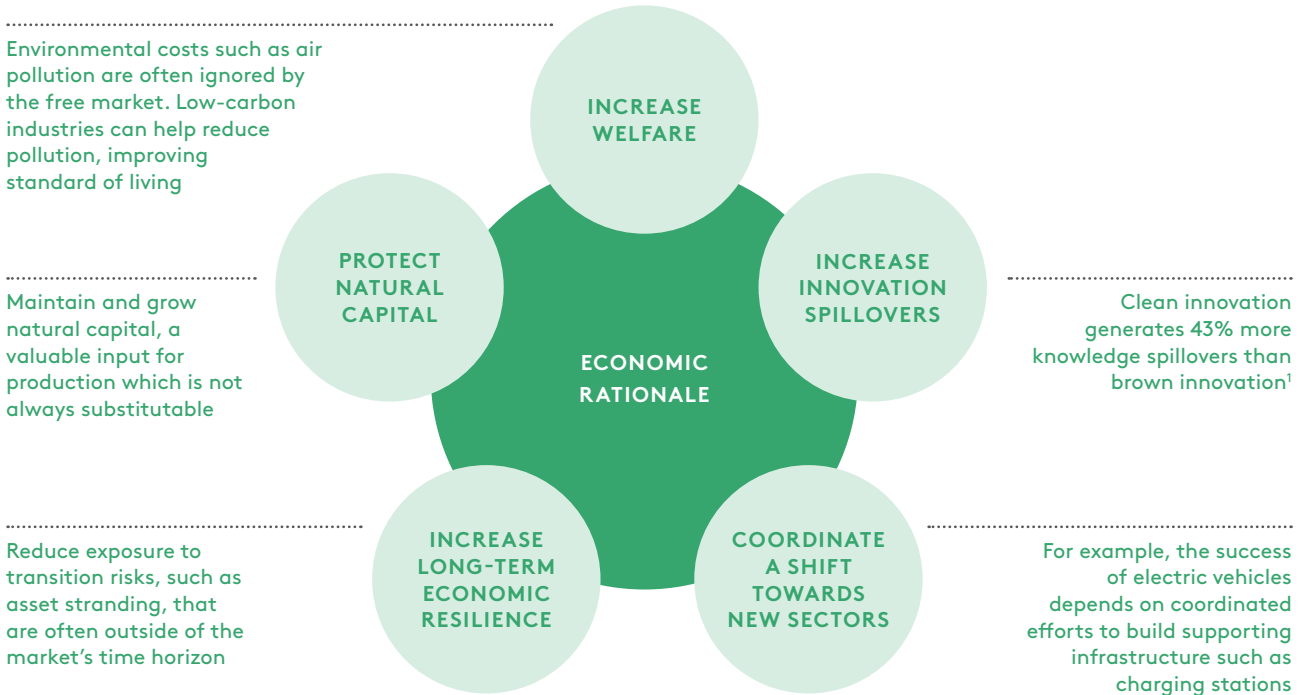 Environmental costs such as air
pollution are often ignored by
the free market. Low-carbon
industries can help reduce
pollution, improving
standard of living
INCREASE
WELFARE
PROTECT
NATURAL
CAPITAL
Maintain and grow
natural capital, a
valuable input for
production which is not
always substitutable
INCREASE
INNOVATION
SPILLOVERS
Clean innovation
generates 43% more
knowledge spillovers than
brown innovation¹
ECONOMIC
RATIONALE
INCREASE
LONG-TERM
ECONOMIC
RESILIENCE
Reduce exposure to
transition risks, such as
asset stranding, that
are often outside of the
market’s time horizon
COORDINATE
A SHIFT
TOWARDS
NEW SECTORS
For example, the success
of electric vehicles
depends on coordinated
efforts to build supporting
infrastructure such as
charging stations